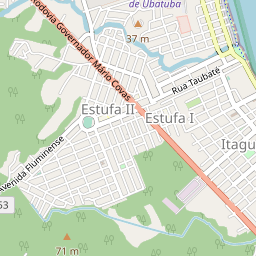 de Ubatuba
Rodovia Governador Mário Covas
37 m
Rua Taubaté
Estufa II
Estufa I
Itagu
Avenida Fluminense
53
71 m